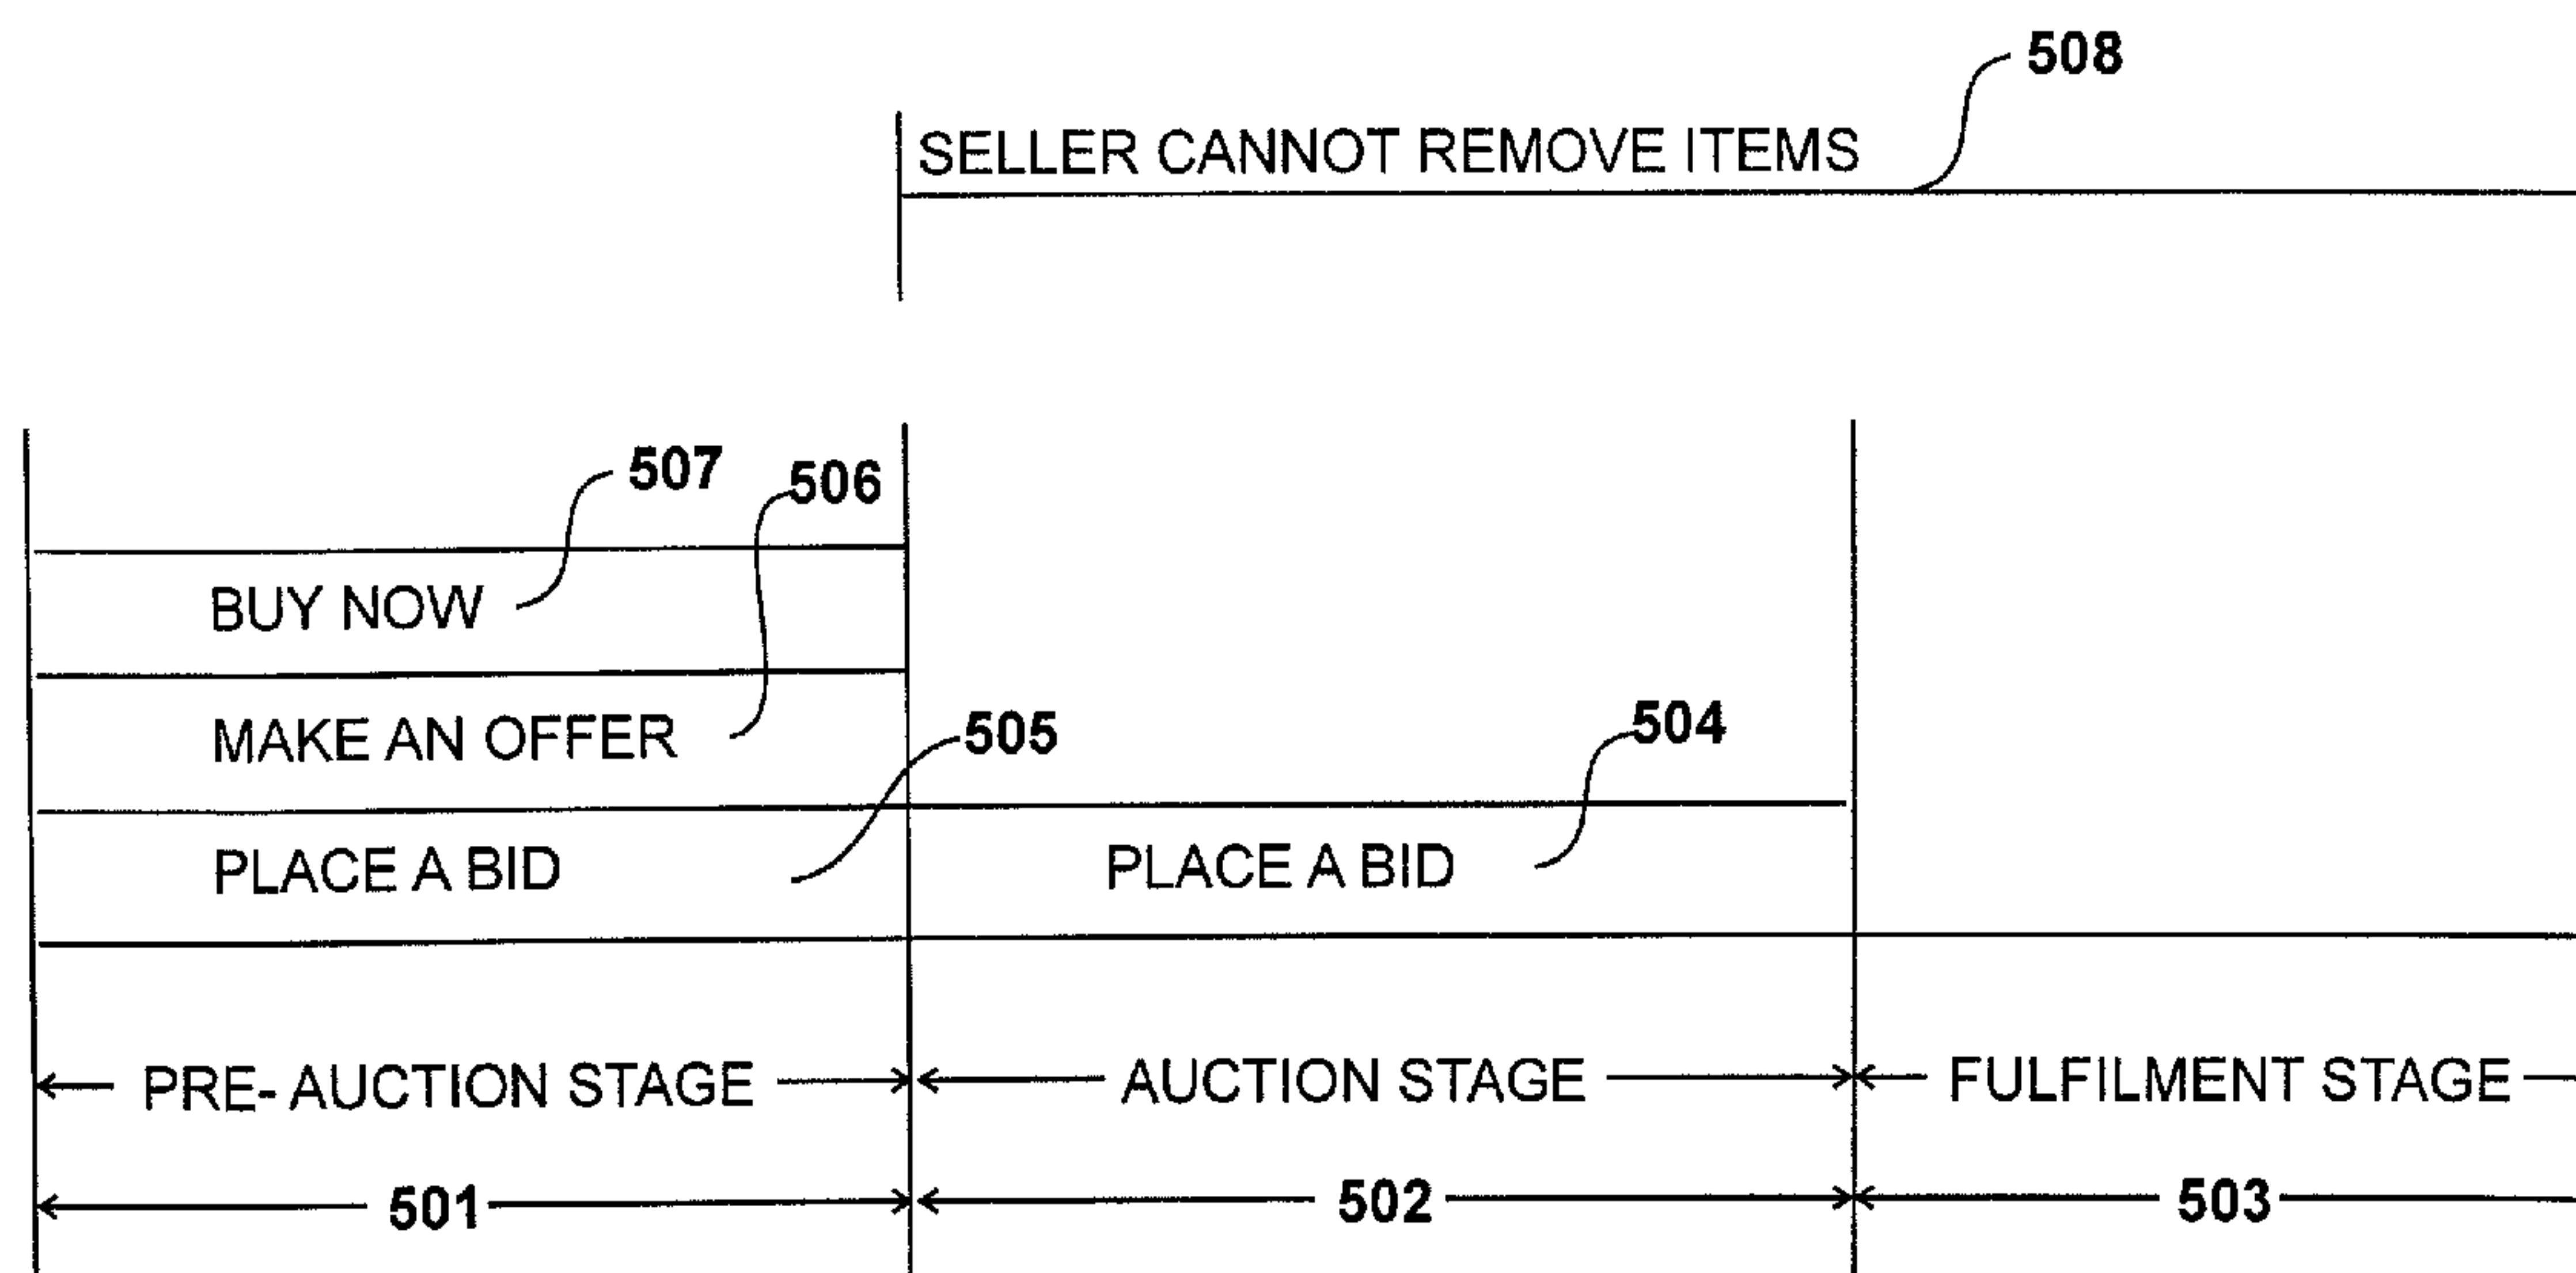 508
SELLER CANNOT REMOVE ITEMS
507
506
BUY NOW
MAKE AN OFFER
505
504
PLACE A BID
PLACE A BID
PRE- AUCTION STAGE
AUCTION STAGE
FULFILMENT STAGE
501
502
503